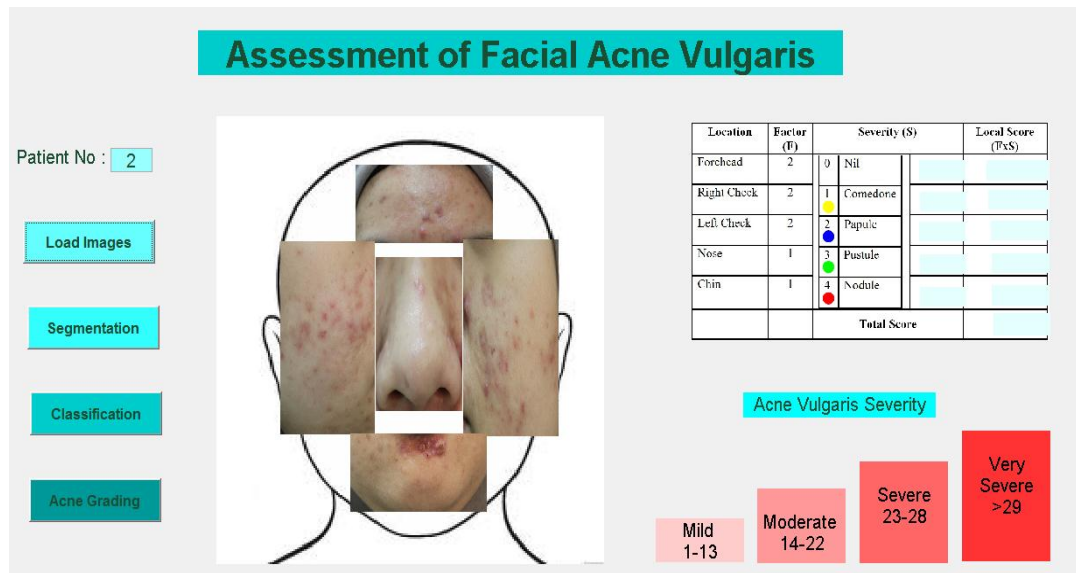 Assessment of Facial Acne Vulgaris
Patient No : 2
Load Images
Segmentation
Classification
Acne Grading
Location Factor (F) Severity (S) Local Score (FxS)
Forehead 2 0 Nil
Right Cheek 2 1 Comedone
Left Cheek 2 2 Papule
Nose 1 3 Pustule
Chin 1 4 Nodule
Total Score
Acne Vulgaris Severity
Mild
1-13
Moderate
14-22
Severe
23-28
Very
Severe
>29